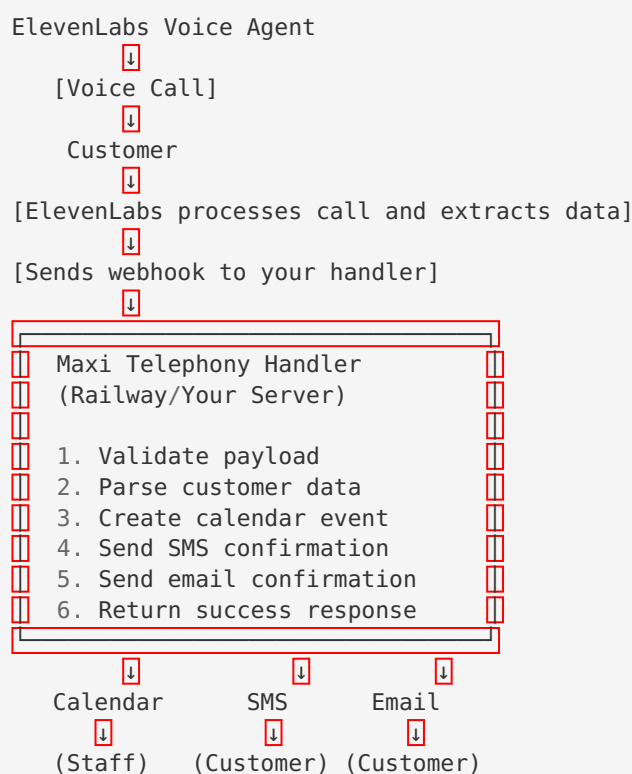 ElevenLabs Voice Agent
↓
[Voice Call]
↓
Customer
↓
[ElevenLabs processes call and extracts data]
↓
[Sends webhook to your handler]
↓
Maxi Telephony Handler
(Railway/Your Server)
1. Validate payload
2. Parse customer data
3. Create calendar event
4. Send SMS confirmation
5. Send email confirmation
6. Return success response
↓ ↓ ↓
Calendar SMS Email
↓ ↓ ↓
(Staff) (Customer) (Customer)